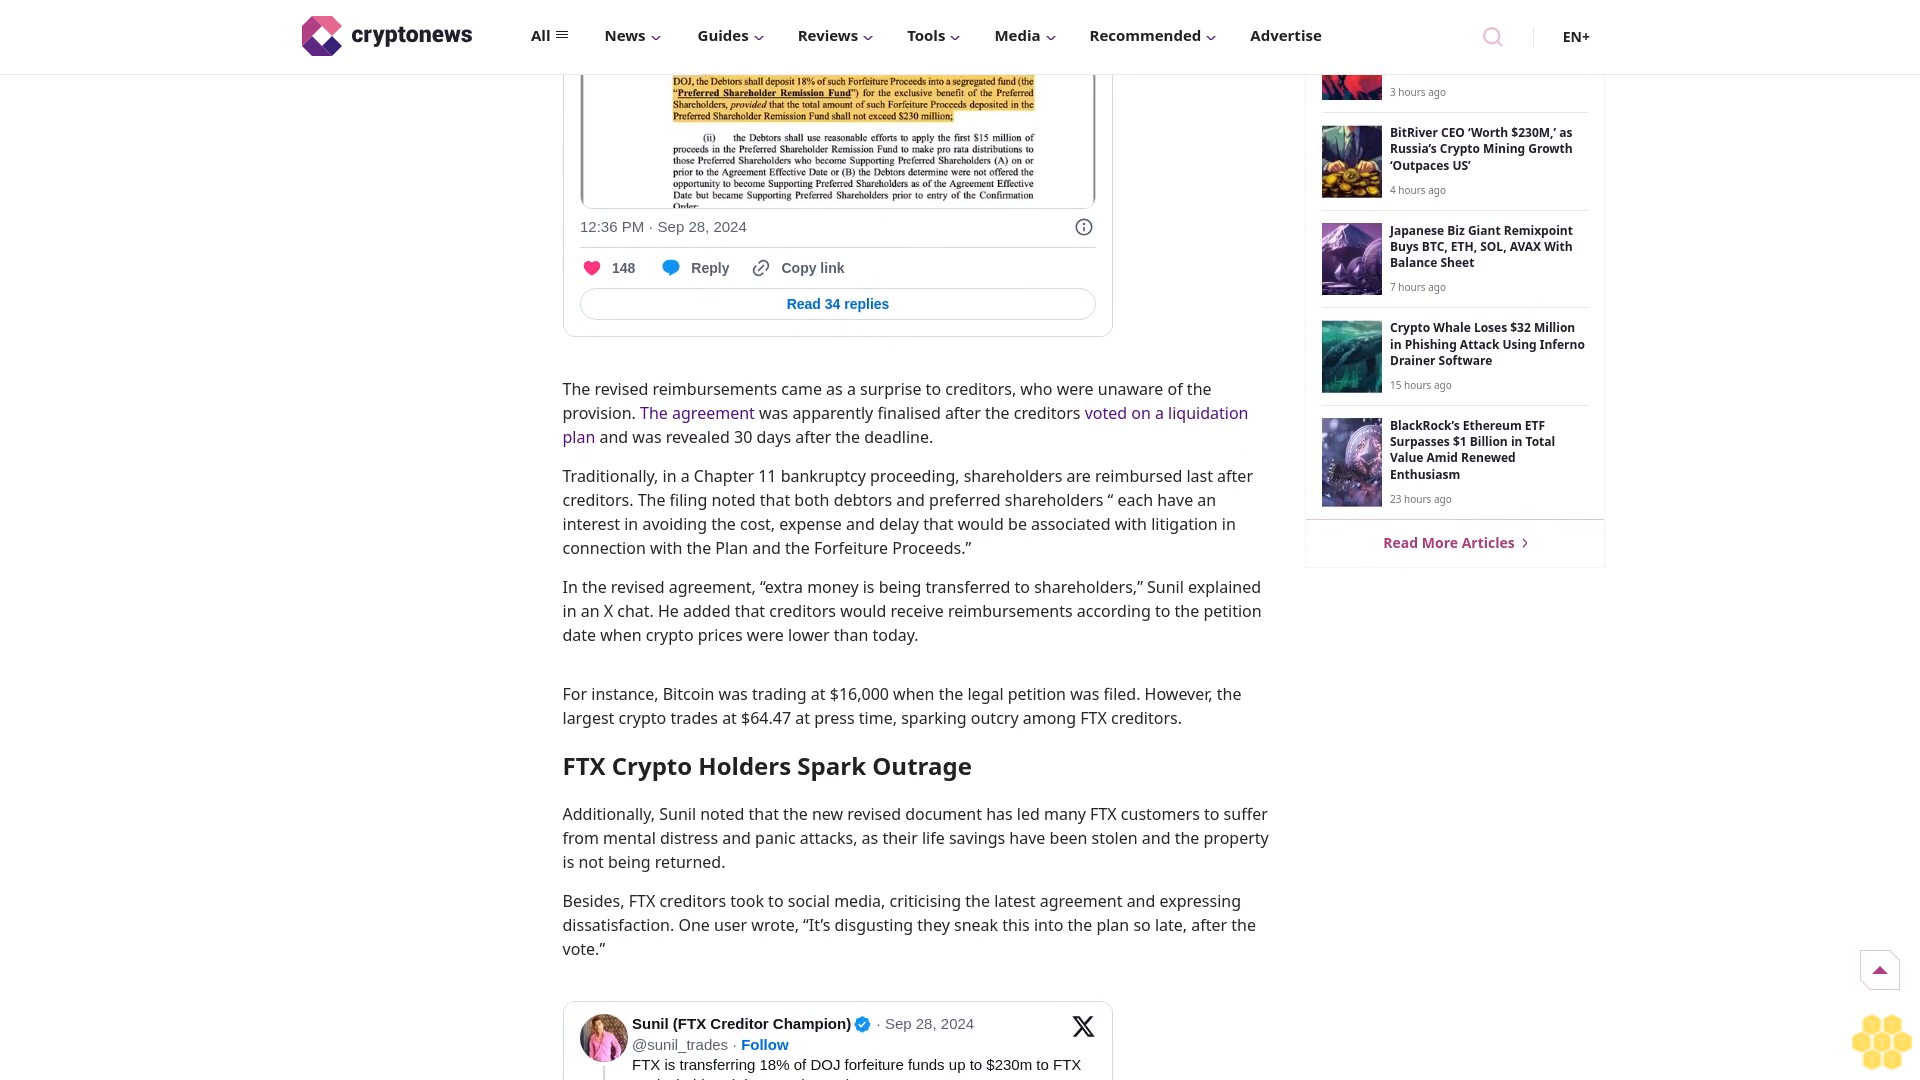 cryptonews
All
News
Guides
Reviews
Tools
Media
Recommended
Advertise
EN+
DOJ, the Debtors shall deposit 18% of such Forfeiture Proceeds into a segregated fund (the
“Preferred Shareholder Remission Fund”) for the exclusive benefit of the Preferred
Shareholders, provided that the total amount of such Forfeiture Proceeds deposited in the
Preferred Shareholder Remission Fund shall not exceed $230 million;
(ii) the Debtors shall use reasonable efforts to apply the first $15 million of
proceeds in the Preferred Shareholder Remission Fund to make pro rata distributions to
those Preferred Shareholders who become Supporting Preferred Shareholders (A) on or
prior to the Agreement Effective Date or (B) the Debtors determine were not offered the
opportunity to become Supporting Preferred Shareholders as of the Agreement Effective
Date but became Supporting Preferred Shareholders prior to entry of the Confirmation
Order;
12:36 PM · Sep 28, 2024
148
Reply
Copy link
Read 34 replies
The revised reimbursements came as a surprise to creditors, who were unaware of the
provision. The agreement was apparently finalised after the creditors voted on a liquidation
plan and was revealed 30 days after the deadline.
Traditionally, in a Chapter 11 bankruptcy proceeding, shareholders are reimbursed last after
creditors. The filing noted that both debtors and preferred shareholders “ each have an
interest in avoiding the cost, expense and delay that would be associated with litigation in
connection with the Plan and the Forfeiture Proceeds.”
In the revised agreement, “extra money is being transferred to shareholders,” Sunil explained
in an X chat. He added that creditors would receive reimbursements according to the petition
date when crypto prices were lower than today.
For instance, Bitcoin was trading at $16,000 when the legal petition was filed. However, the
largest crypto trades at $64.47 at press time, sparking outcry among FTX creditors.
FTX Crypto Holders Spark Outrage
Additionally, Sunil noted that the new revised document has led many FTX customers to suffer
from mental distress and panic attacks, as their life savings have been stolen and the property
is not being returned.
Besides, FTX creditors took to social media, criticising the latest agreement and expressing
dissatisfaction. One user wrote, “It’s disgusting they sneak this into the plan so late, after the
vote.”
Sunil (FTX Creditor Champion) · Sep 28, 2024
@sunil_trades · Follow
FTX is transferring 18% of DOJ forfeiture funds up to $230m to FTX
3 hours ago
BitRiver CEO ‘Worth $230M,’ as
Russia’s Crypto Mining Growth
‘Outpaces US’
4 hours ago
Japanese Biz Giant Remixpoint
Buys BTC, ETH, SOL, AVAX With
Balance Sheet
7 hours ago
Crypto Whale Loses $32 Million
in Phishing Attack Using Inferno
Drainer Software
15 hours ago
BlackRock’s Ethereum ETF
Surpasses $1 Billion in Total
Value Amid Renewed
Enthusiasm
23 hours ago
Read More Articles